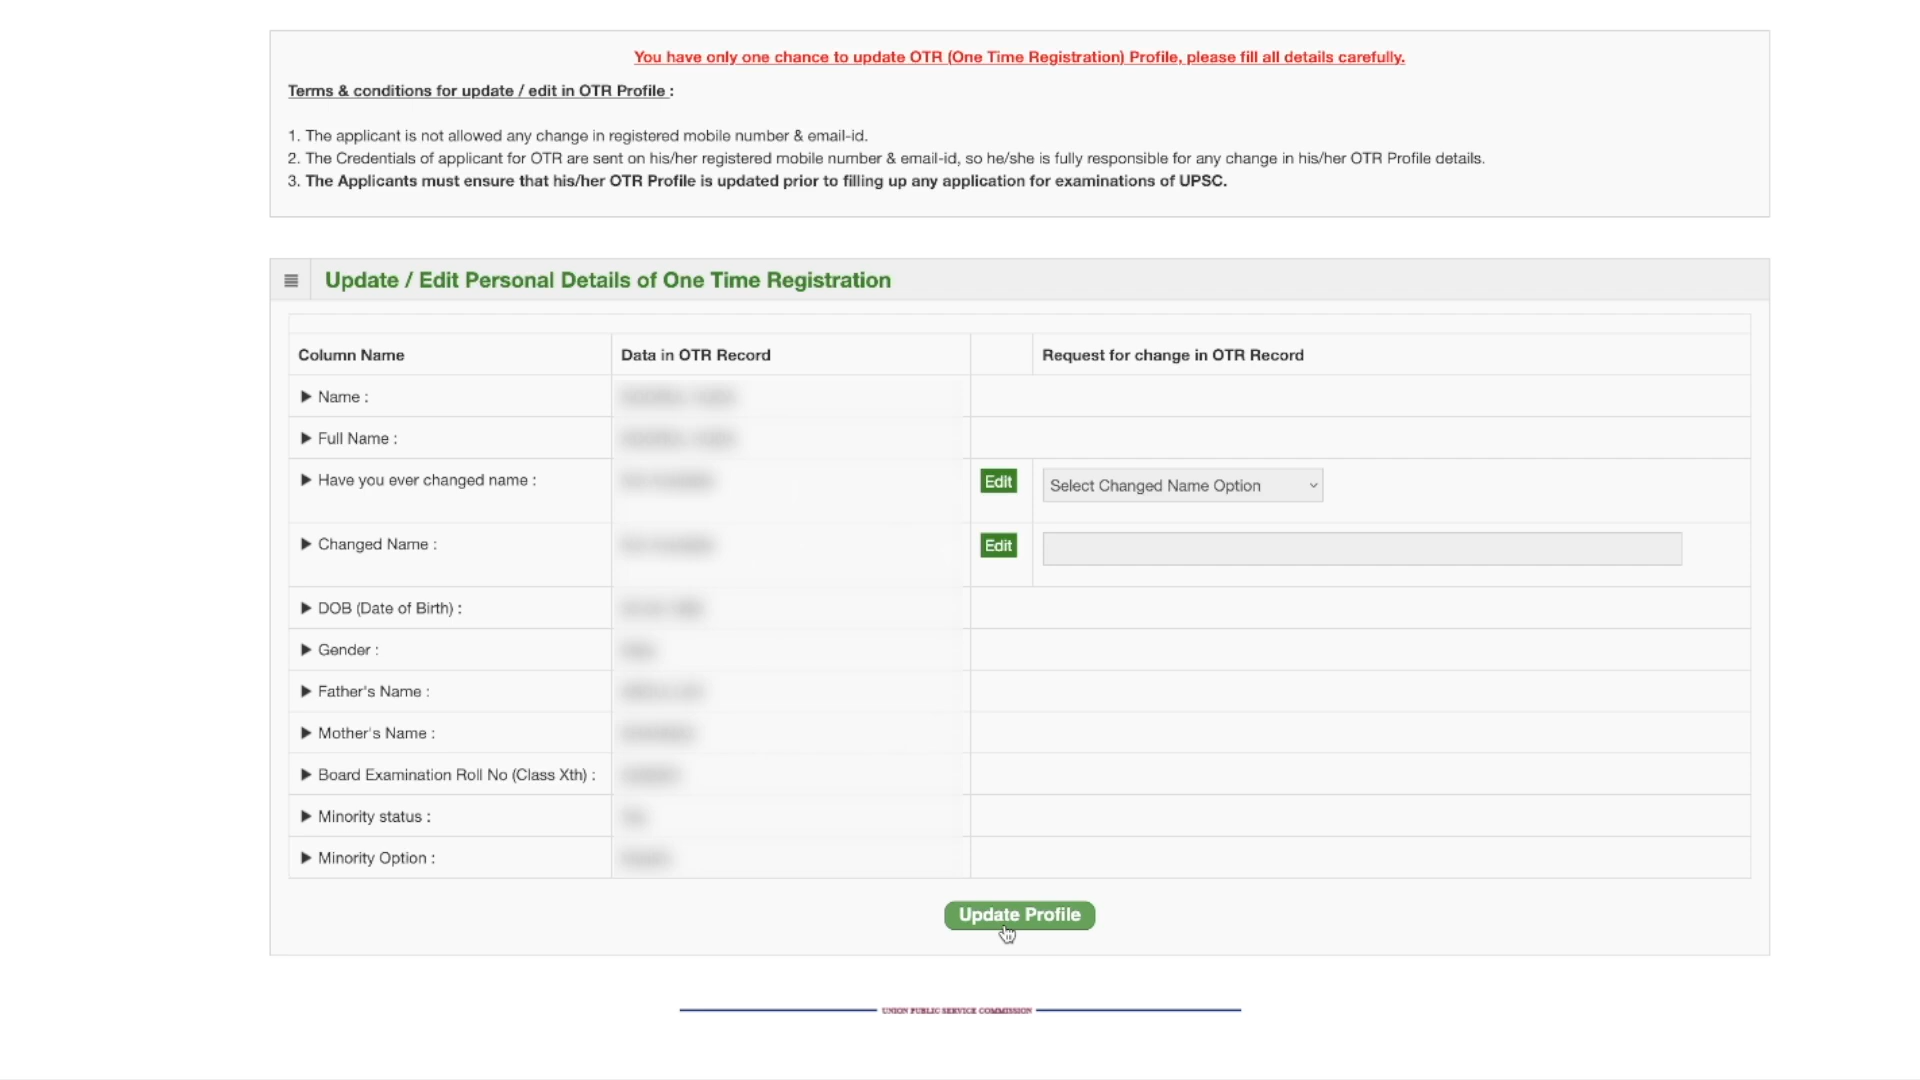 You have only one chance to update OTR (One Time Registration) Profile, please fill all details carefully.
Terms & conditions for update / edit in OTR Profile :
1. The applicant is not allowed any change in registered mobile number & email-id.
2. The Credentials of applicant for OTR are sent on his/her registered mobile number & email-id, so he/she is fully responsible for any change in his/her OTR Profile details.
3. The Applicants must ensure that his/her OTR Profile is updated prior to filling up any application for examinations of UPSC.
Update / Edit Personal Details of One Time Registration
Column Name Data in OTR Record Request for change in OTR Record
Name :
Full Name :
Have you ever changed name : Edit Select Changed Name Option
Changed Name : Edit
DOB (Date of Birth) :
Gender :
Father's Name :
Mother's Name :
Board Examination Roll No (Class Xth) :
Minority status :
Minority Option :
Update Profile
UNION PUBLIC SERVICE COMMISSION